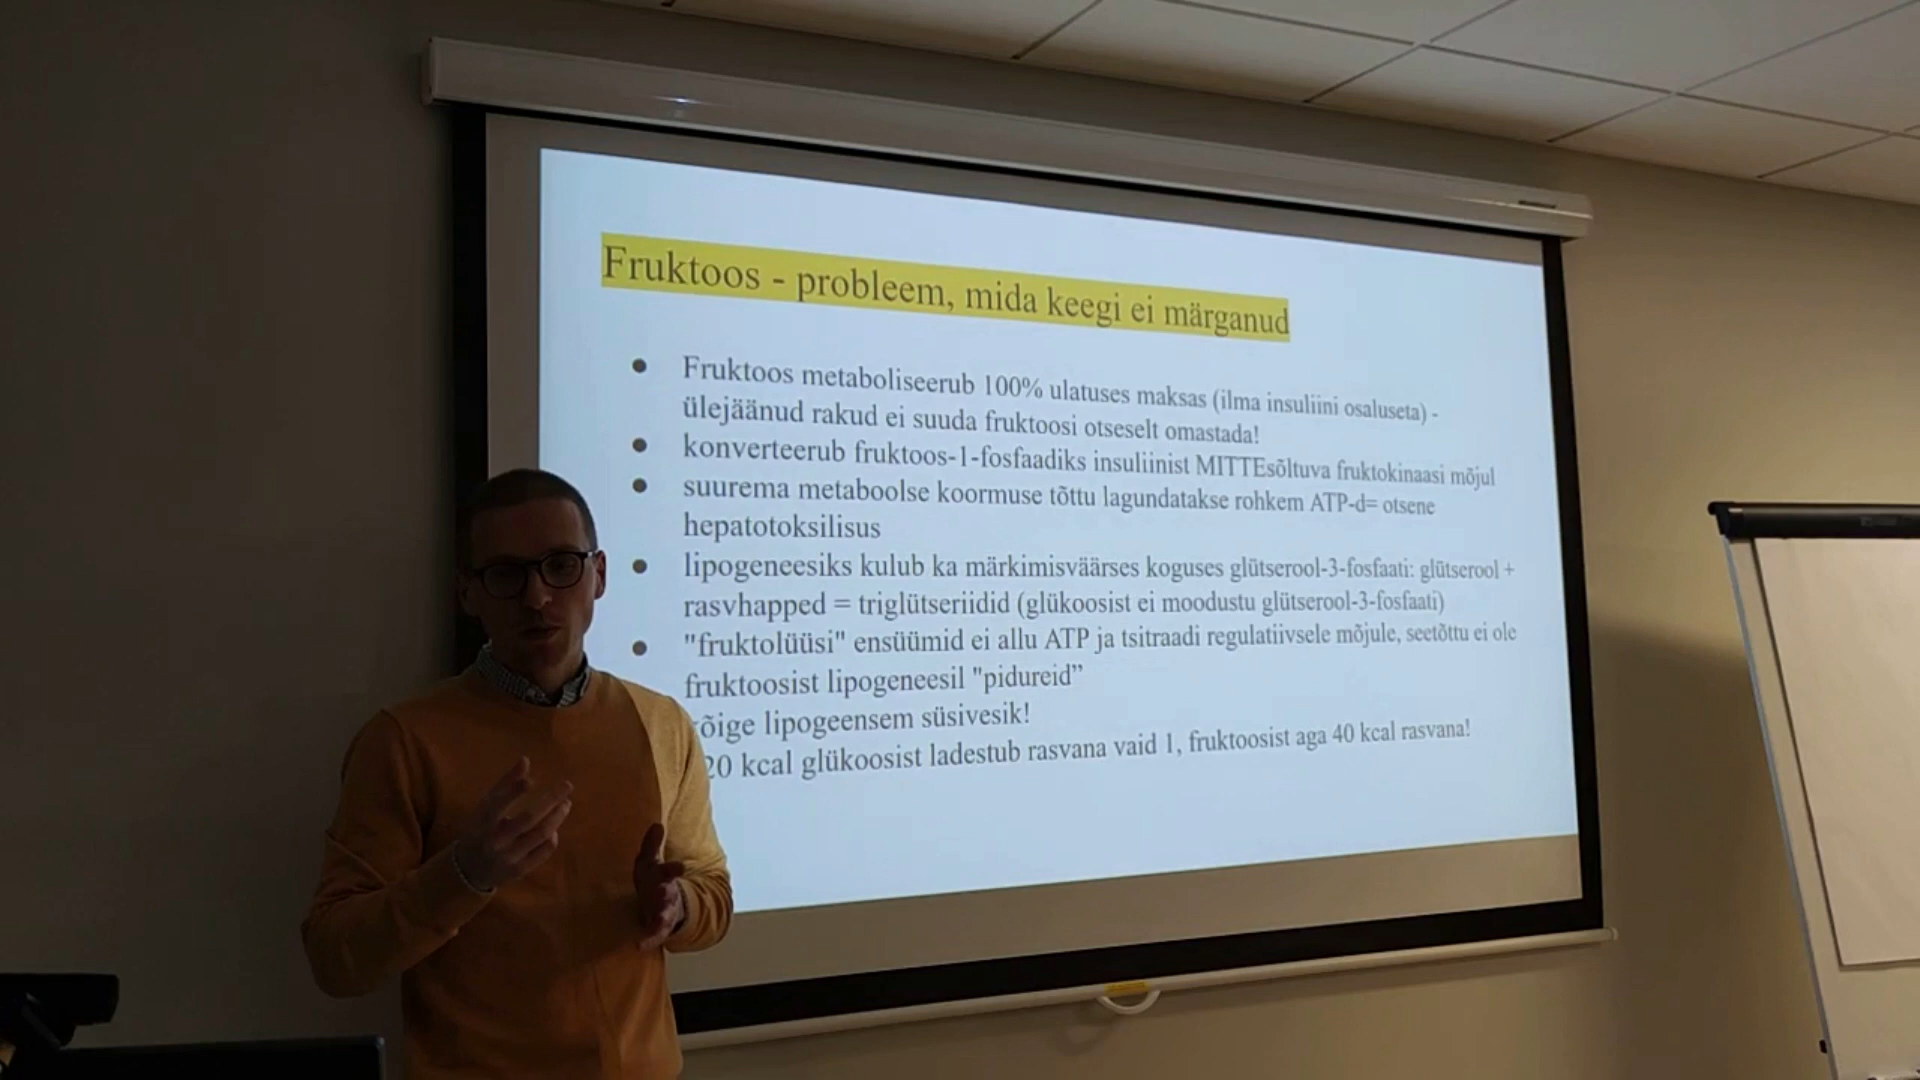 Fruktoos - probleem, mida keegi ei märganud
Fruktoos metaboliseerub 100% ulatuses maksas (ilma insuliini osaluseta) -
ülejäänud rakud ei suuda fruktoosi otseselt omastada!
konverteerub fruktoos-1-fosfaadiks insuliinist MITTEsõltuva fruktokinaasi mõjul
suurema metaboolse koormuse tõttu lagundatakse rohkem ATP-d= otsene
hepatotoksilisus
lipogeneesiks kulub ka märkimisväärses koguses glütserool-3-fosfaati: glütserool +
rasvhapped = triglütseriidid (glükoosist ei moodustu glütserool-3-fosfaati)
"fruktolüüsi" ensüümid ei allu ATP ja tsitraadi regulatiivsele mõjule, seetõttu ei ole
fruktoosist lipogeneesil "pidureid”
õige lipogeensem süsivesik!
20 kcal glükoosist ladestub rasvana vaid 1, fruktoosist aga 40 kcal rasvana!